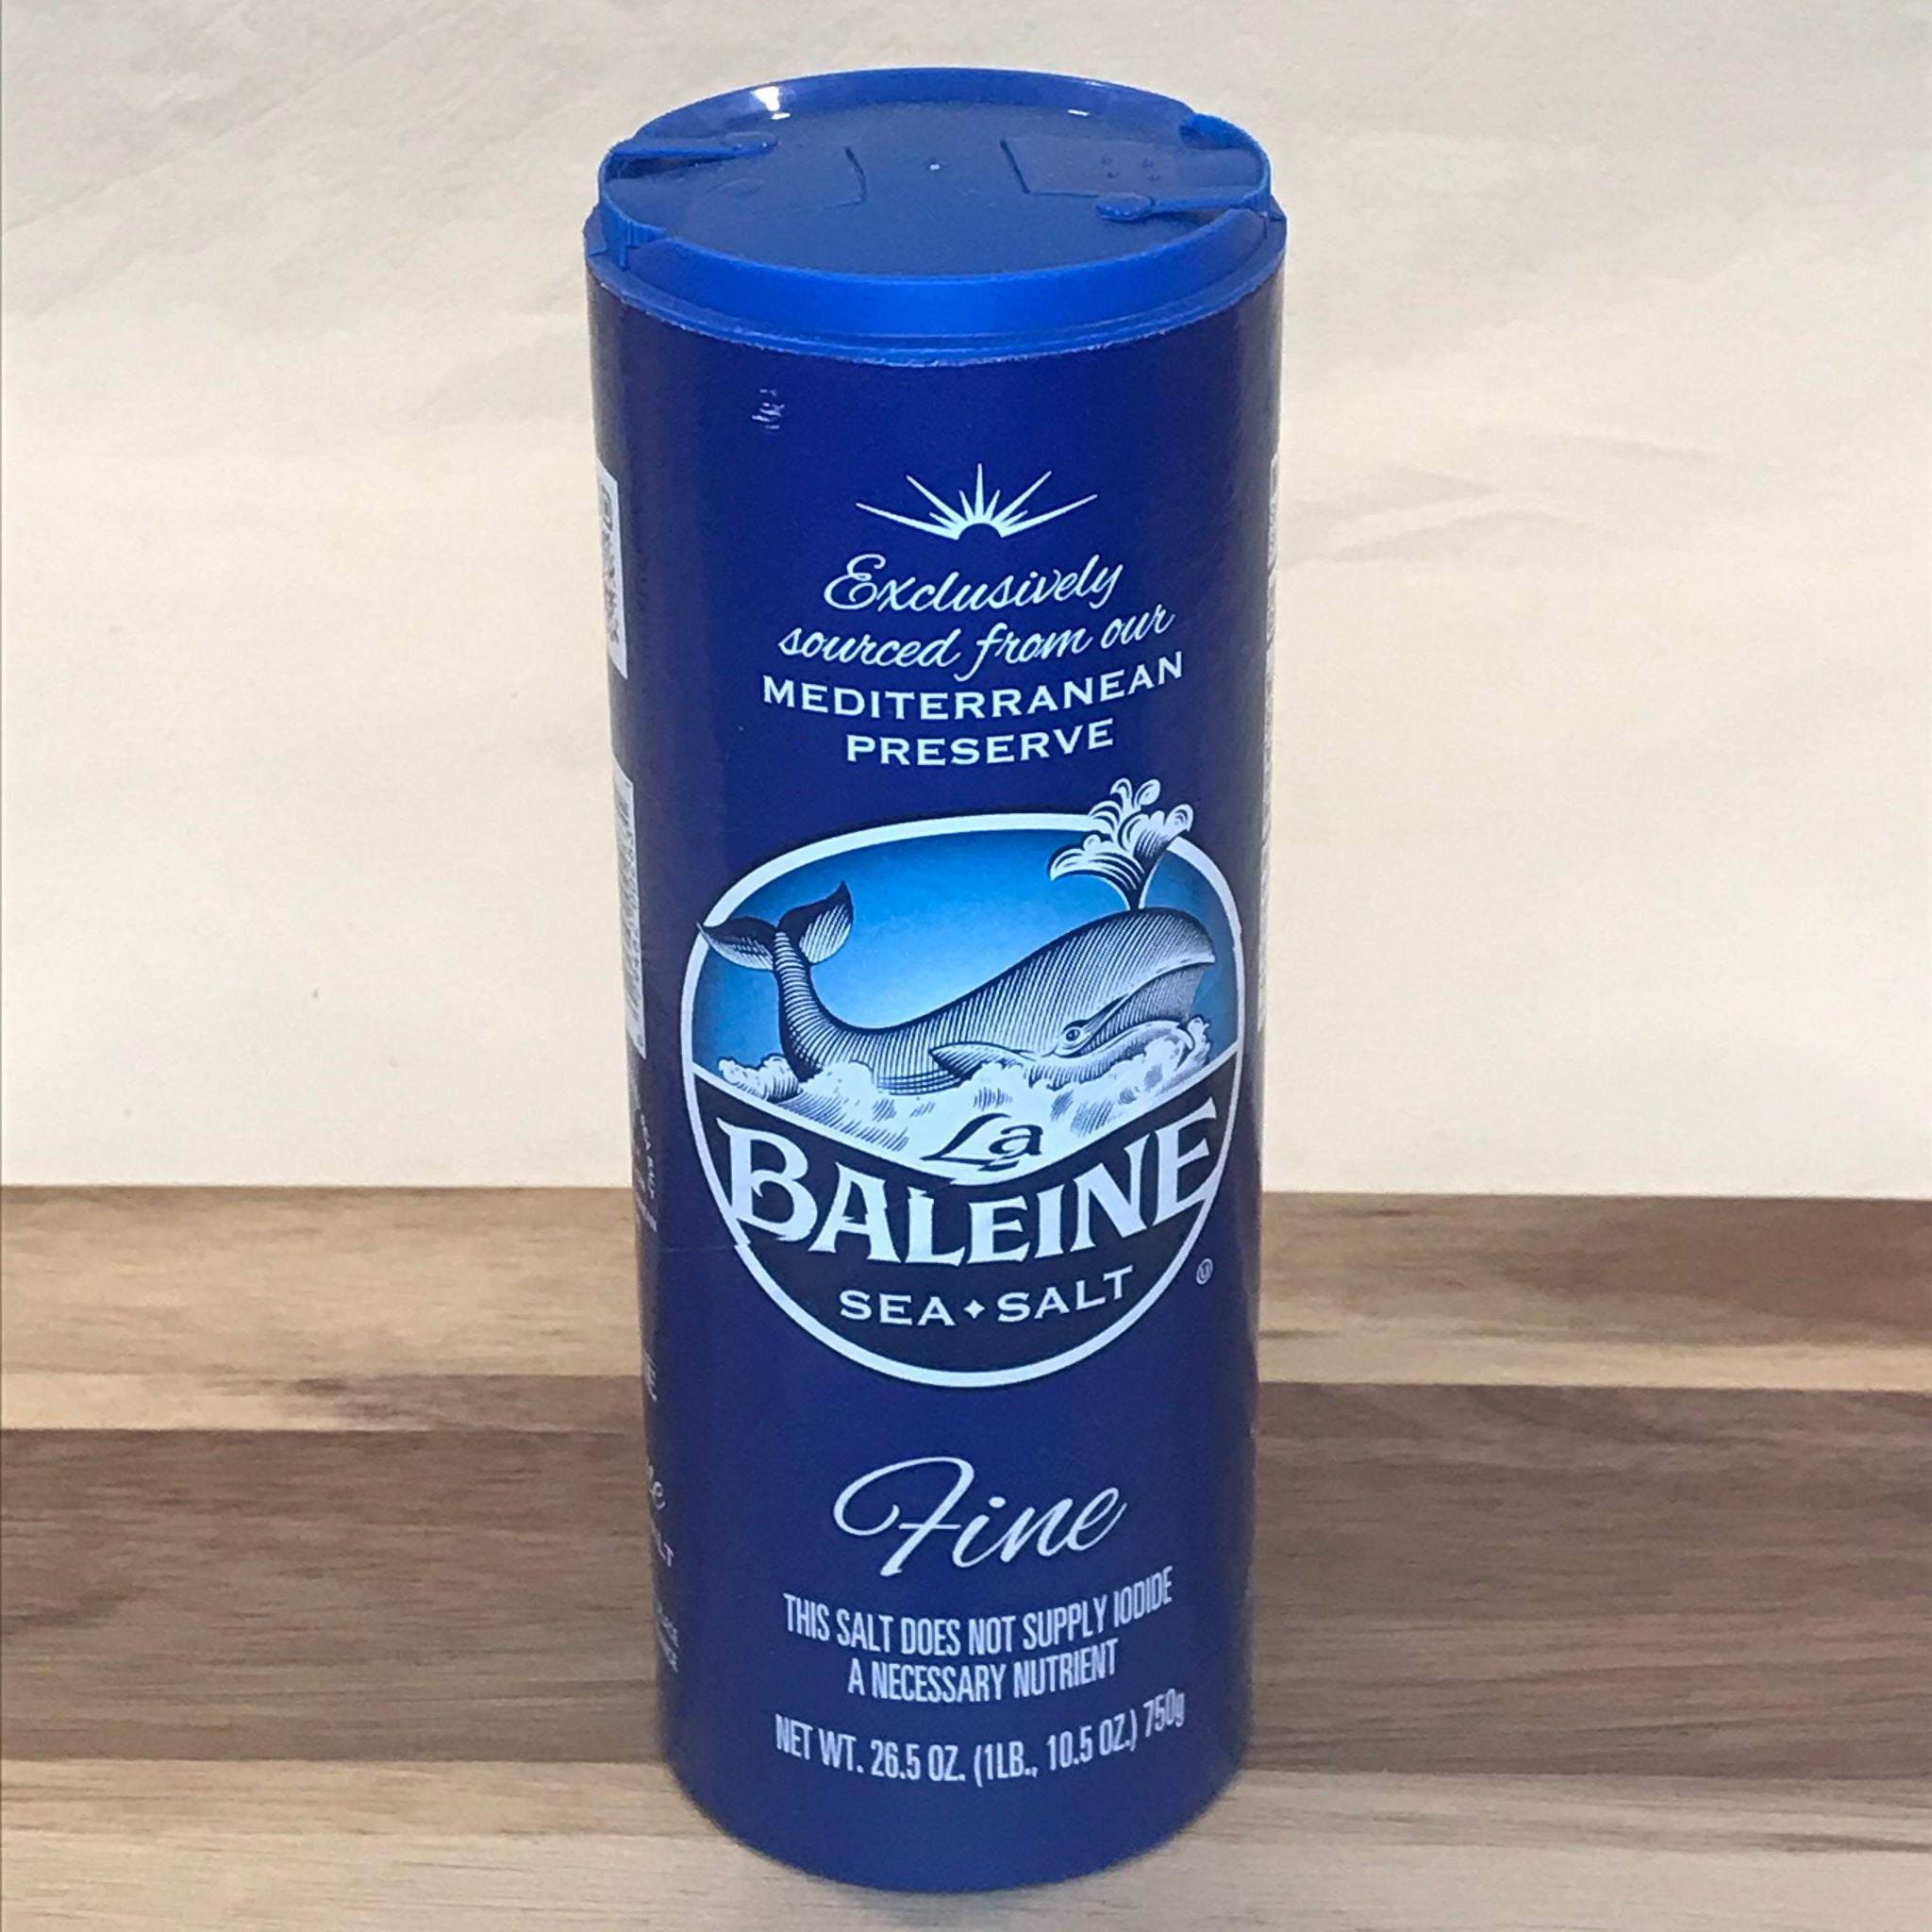 Exclusively
sourced from our
MEDITERRANEAN
PRESERVE
La
BALEINE
SEA✦SALT
Fine
THIS SALT DOES NOT SUPPLY IODIDE
A NECESSARY NUTRIENT
NET WT. 26.5 OZ. (1LB., 10.5 OZ.) 750g